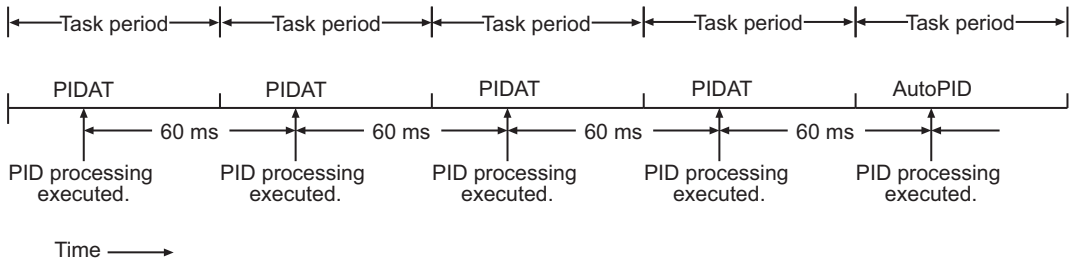 Task period Task period Task period Task period Task period
PIDAT PIDAT PIDAT PIDAT AutoPID
60 ms 60 ms 60 ms 60 ms
PID processing PID processing PID processing PID processing PID processing
executed. executed. executed. executed. executed.
Time